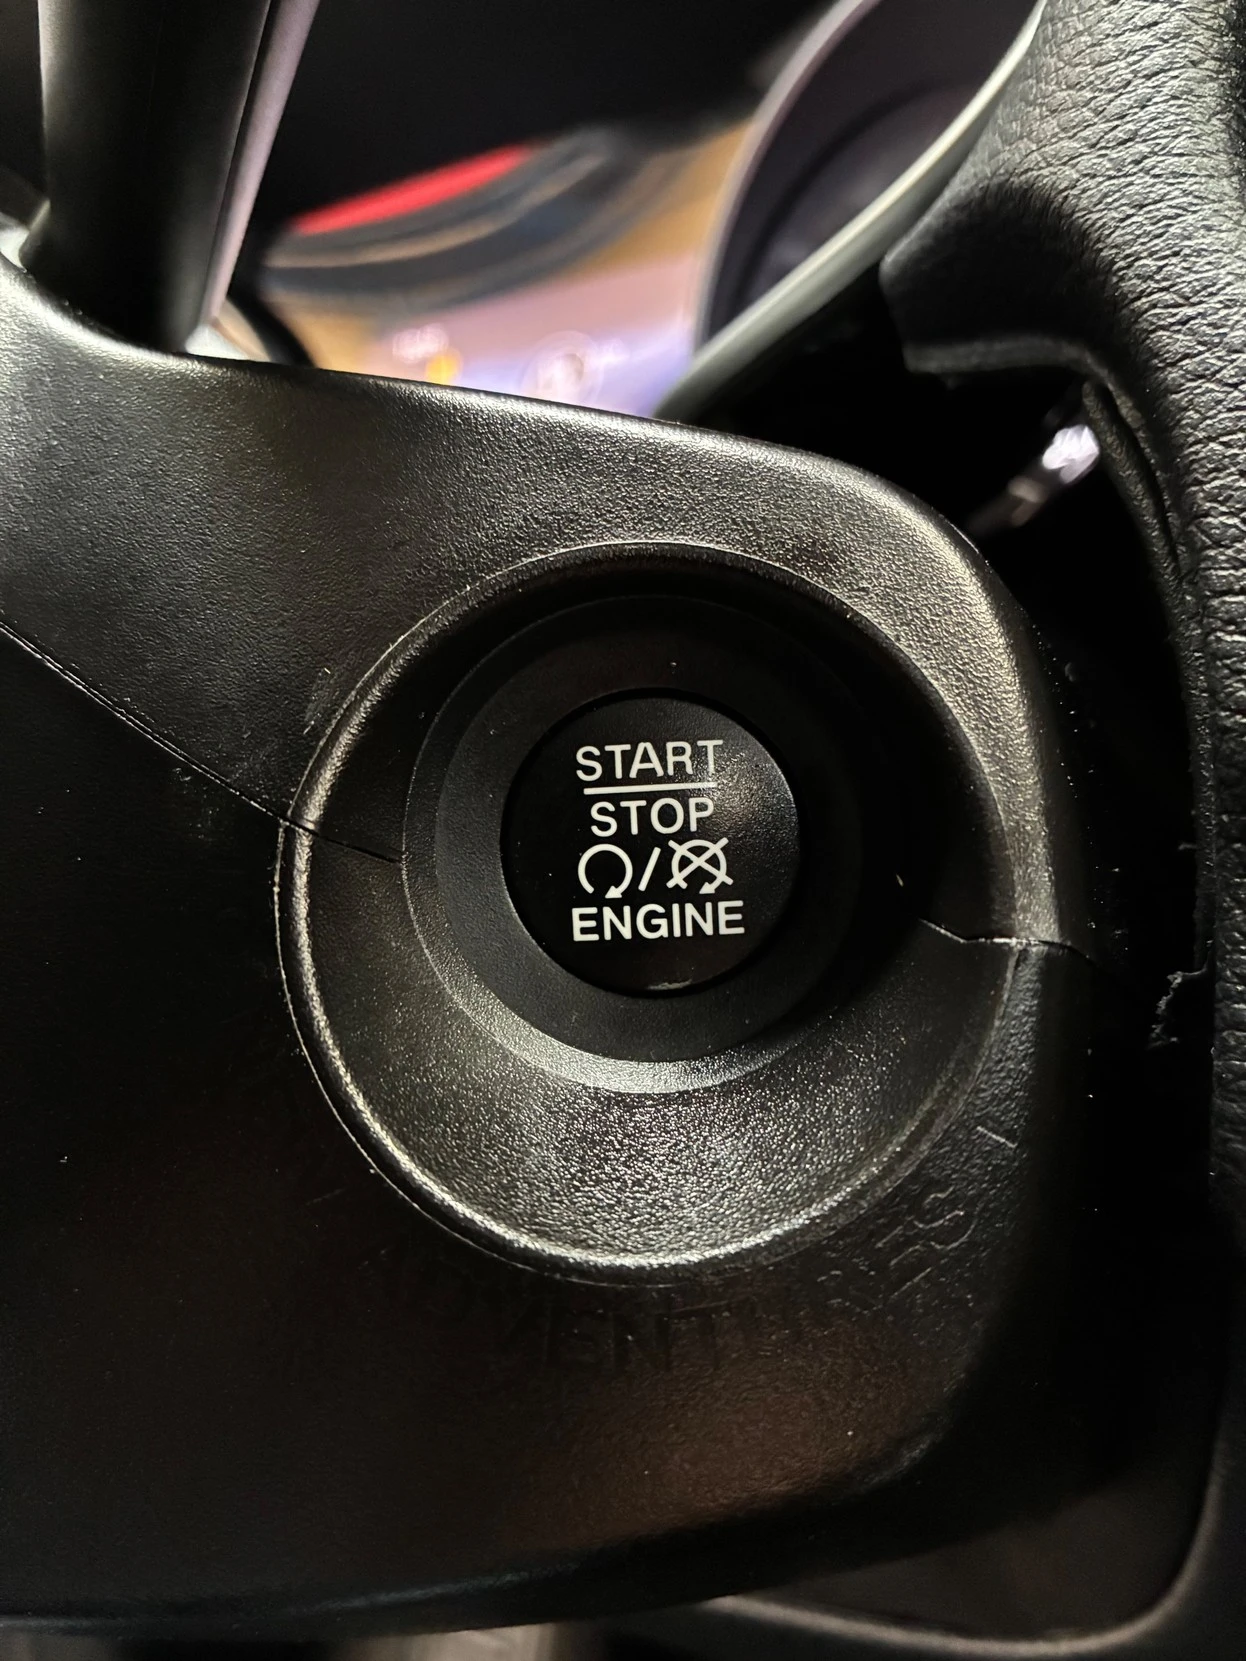 START
STOP
/
ENGINE